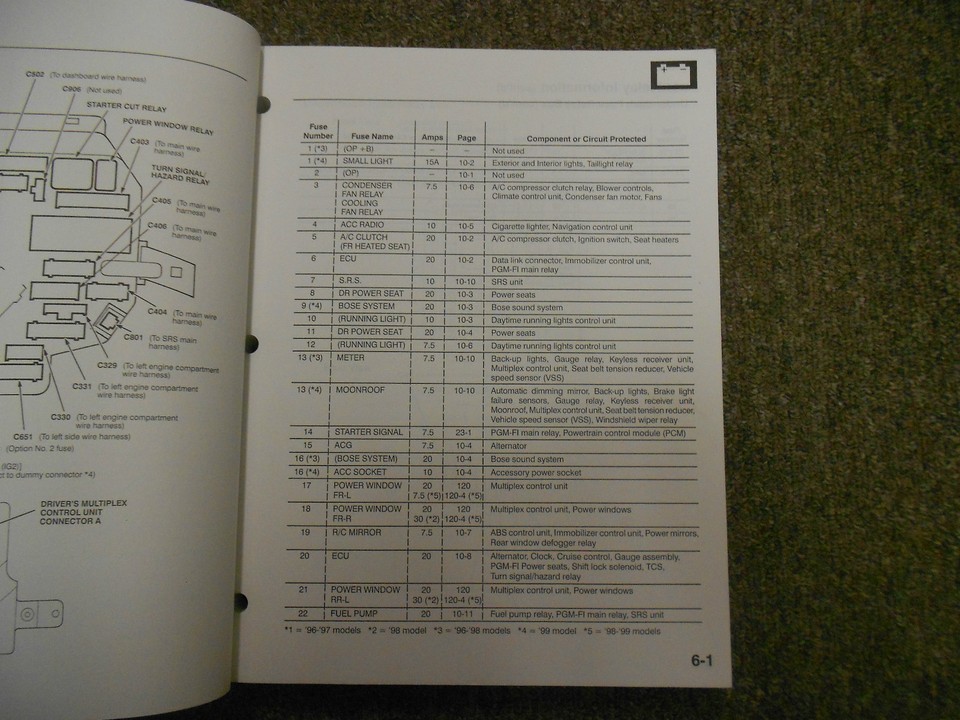 C502 (To dashboard wire harness)
C906 (Not used)
STARTER CUT RELAY
POWER WINDOW RELAY
C403 (To main wire
harness)
TURN SIGNAL/
HAZARD RELAY
C405 (To main wire
harness)
C406 (To main wire
harness)
C404 (To main wire
harness)
C801 (To SRS main
harness)
C329 (To left engine compartment
wire harness)
C331 (To left engine compartment
wire harness)
C330 (To left engine compartment
wire harness)
C651 (To left side wire harness)
(Option No. 2 fuse)
(IG2)]
ct to dummy connector *4)
DRIVER'S MULTIPLEX
CONTROL UNIT
CONNECTOR A
Fuse
Number Fuse Name Amps Page Component or Circuit Protected
1 (*3) (OP +B) – – Not used
1 (*4) SMALL LIGHT 15A 10-2 Exterior and Interior lights, Taillight relay
2 (OP) – 10-1 Not used
3 CONDENSER 7.5 10-6 A/C compressor clutch relay, Blower controls,
FAN RELAY Climate control unit, Condenser fan motor, Fans
COOLING
FAN RELAY
4 ACC RADIO 10 10-5 Cigarette lighter, Navigation control unit
5 A/C CLUTCH 20 10-2 A/C compressor clutch, Ignition switch, Seat heaters
(FR HEATED SEAT)
6 ECU 20 10-2 Data link connector, Immobilizer control unit,
PGM-FI main relay
7 S.R.S. 10 10-10 SRS unit
8 DR POWER SEAT 20 10-3 Power seats
9 (*4) BOSE SYSTEM 20 10-3 Bose sound system
10 (RUNNING LIGHT) 10 10-3 Daytime running lights control unit
11 DR POWER SEAT 20 10-4 Power seats
12 (RUNNING LIGHT) 7.5 10-6 Daytime running lights control unit
13 (*3) METER 7.5 10-10 Back-up lights, Gauge relay, Keyless receiver unit,
Multiplex control unit, Seat belt tension reducer, Vehicle
speed sensor (VSS)
13 (*4) MOONROOF 7.5 10-10 Automatic dimming mirror, Back-up lights, Brake light
failure sensors, Gauge relay, Keyless receiver unit,
Moonroof, Multiplex control unit, Seat belt tension reducer,
Vehicle speed sensor (VSS), Windshield wiper relay
14 STARTER SIGNAL 7.5 23-1 PGM-FI main relay, Powertrain control module (PCM)
15 ACG 7.5 10-4 Alternator
16 (*3) (BOSE SYSTEM) 20 10-4 Bose sound system
16 (*4) ACC SOCKET 10 10-4 Accessory power socket
17 POWER WINDOW 20 120 Multiplex control unit
FR-L 7.5 (*5) 120-4 (*5)
18 POWER WINDOW 20 120 Multiplex control unit, Power windows
FR-R 30 (*2) 120-4 (*5)
19 R/C MIRROR 7.5 10-7 ABS control unit, Immobilizer control unit, Power mirrors,
Rear window defogger relay
20 ECU 20 10-8 Alternator, Clock, Cruise control, Gauge assembly,
PGM-FI Power seats, Shift lock solenoid, TCS,
Turn signal/hazard relay
21 POWER WINDOW 20 120 Multiplex control unit, Power windows
RR-L 30 (*2) 120-4 (*5)
22 FUEL PUMP 20 10-11 Fuel pump relay, PGM-FI main relay, SRS unit
*1 = '96-'97 models *2 = '98 model *3 = '96-'98 models *4 = '99 model *5 = '98-'99 models
6-1